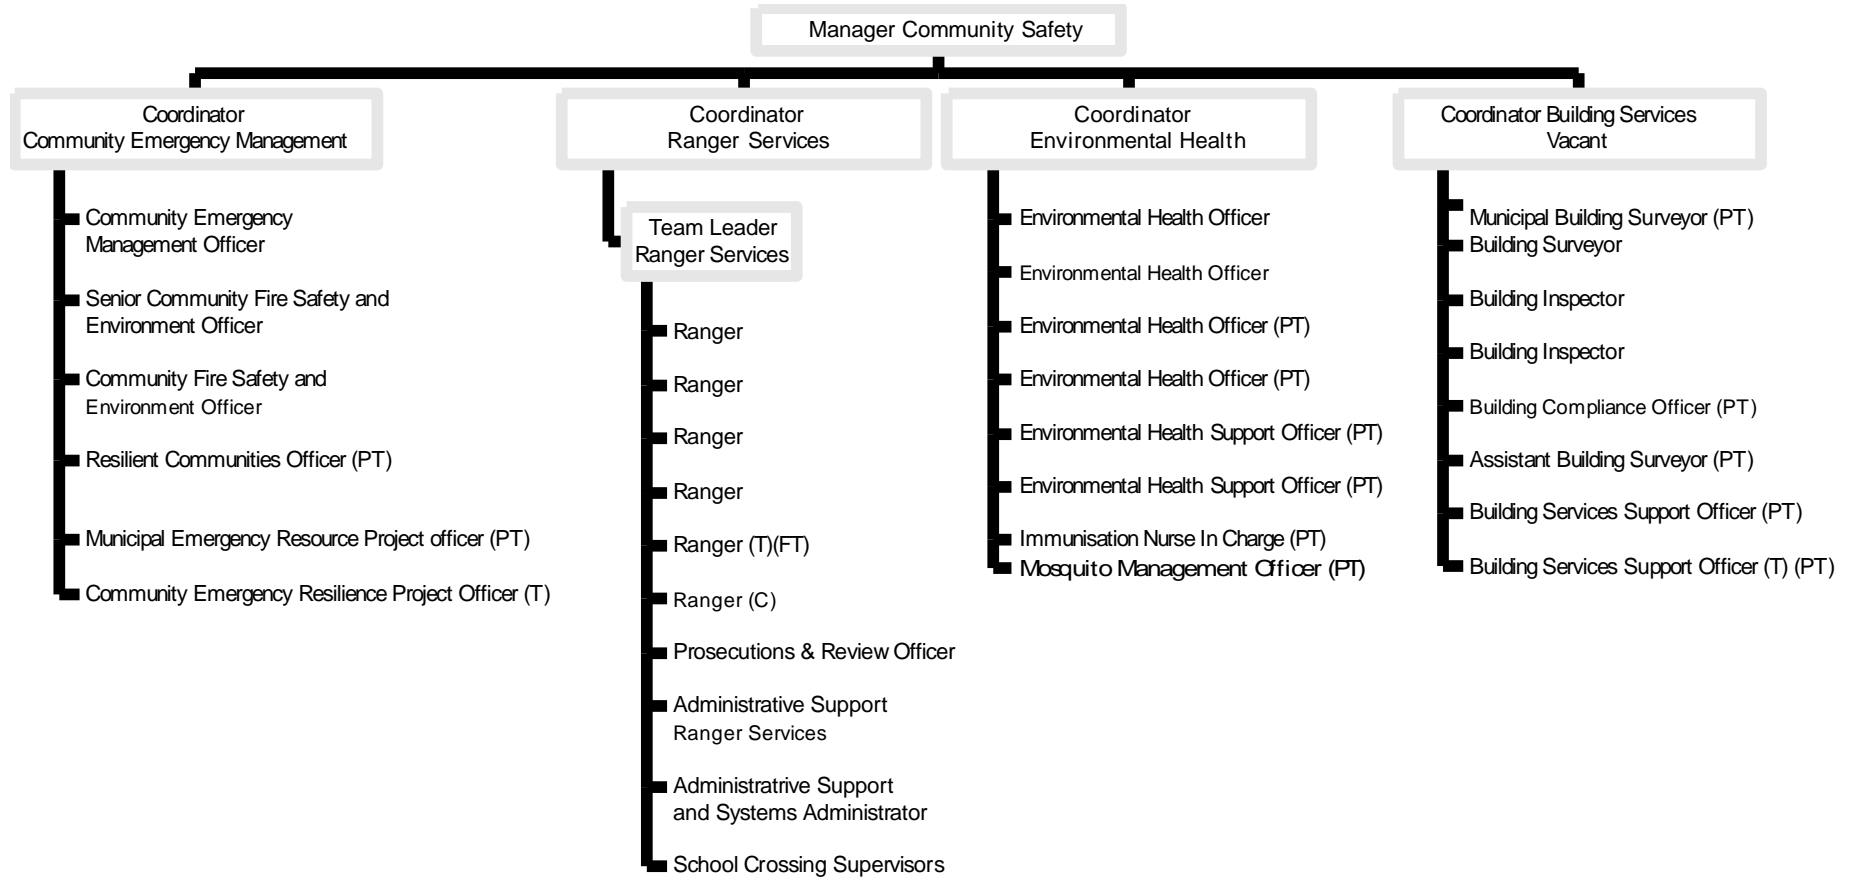 Manager Community Safety
Coordinator
Community Emergency Management
Community Emergency
Management Officer
Senior Community Fire Safety and
Environment Officer
Community Fire Safety and
Environment Officer
Resilient Communities Officer (PT)
Municipal Emergency Resource Project officer (PT)
Community Emergency Resilience Project Officer (T)
Coordinator
Ranger Services
Team Leader
Ranger Services
Ranger
Ranger
Ranger
Ranger
Ranger (T)(FT)
Ranger (C)
Prosecutions & Review Officer
Administrative Support
Ranger Services
Administratrive Support
and Systems Administrator
School Crossing Supervisors
Coordinator
Environmental Health
Environmental Health Officer
Environmental Health Officer
Environmental Health Officer (PT)
Environmental Health Officer (PT)
Environmental Health Support Officer (PT)
Environmental Health Support Officer (PT)
Immunisation Nurse In Charge (PT)
Mosquito Management Officer (PT)
Coordinator Building Services
Vacant
Municipal Building Surveyor (PT)
Building Surveyor
Building Inspector
Building Inspector
Building Compliance Officer (PT)
Assistant Building Surveyor (PT)
Building Services Support Officer (PT)
Building Services Support Officer (T) (PT)